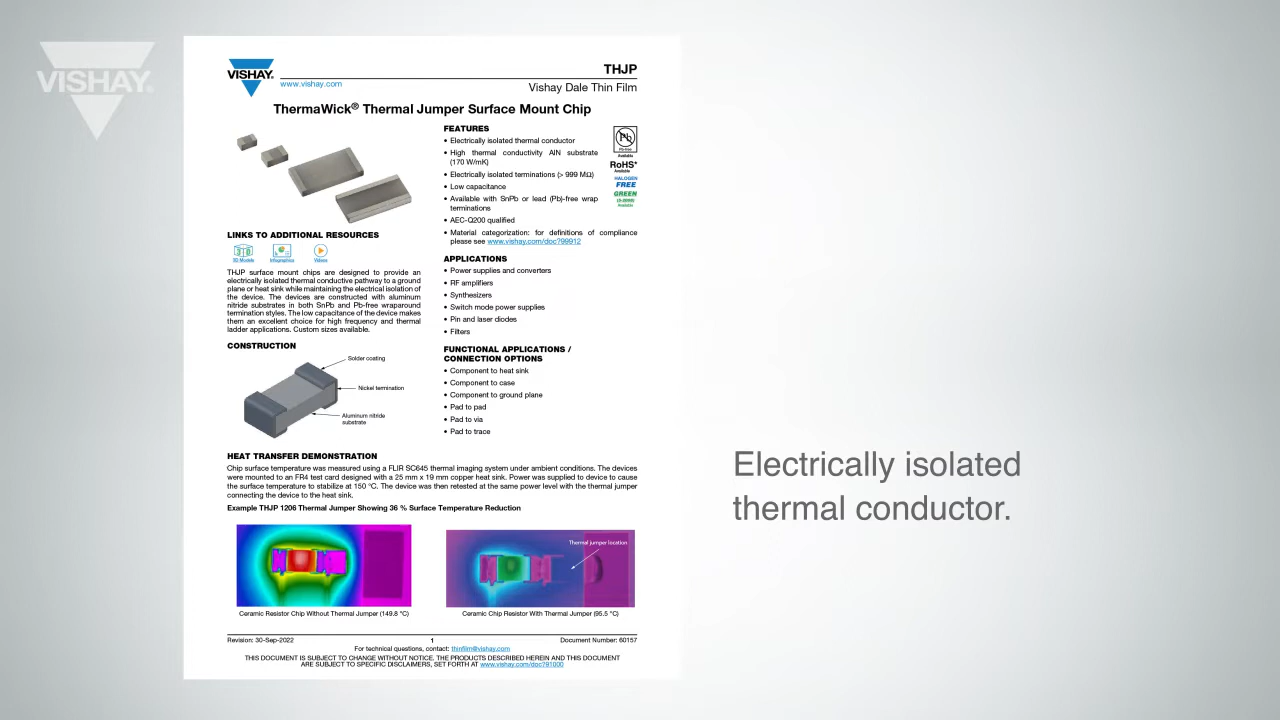 VISHAY.
VISHAY.
www.vishay.com
THJP
Vishay Dale Thin Film
ThermaWick® Thermal Jumper Surface Mount Chip
LINKS TO ADDITIONAL RESOURCES
3D Models
Infographics
Videos
THJP surface mount chips are designed to provide an
electrically isolated thermal conductive pathway to a ground
plane or heat sink while maintaining the electrical isolation of
the device. The devices are constructed with aluminum
nitride substrates in both SnPb and Pb-free wraparound
termination styles. The low capacitance of the device makes
them an excellent choice for high frequency and thermal
ladder applications. Custom sizes available.
CONSTRUCTION
Solder coating
Nickel termination
Aluminum nitride
substrate
FEATURES
• Electrically isolated thermal conductor
• High thermal conductivity AlN substrate
(170 W/mK)
• Electrically isolated terminations (> 999 MΩ)
• Low capacitance
• Available with SnPb or lead (Pb)-free wrap
terminations
• AEC-Q200 qualified
• Material categorization: for definitions of compliance
please see www.vishay.com/doc?99912
Pb
Pb-free
Available
RoHS*
Available
HALOGEN
FREE
GREEN
(5-2008)
Available
APPLICATIONS
• Power supplies and converters
• RF amplifiers
• Synthesizers
• Switch mode power supplies
• Pin and laser diodes
• Filters
FUNCTIONAL APPLICATIONS /
CONNECTION OPTIONS
• Component to heat sink
• Component to case
• Component to ground plane
• Pad to pad
• Pad to via
• Pad to trace
HEAT TRANSFER DEMONSTRATION
Chip surface temperature was measured using a FLIR SC645 thermal imaging system under ambient conditions. The devices
were mounted to an FR4 test card designed with a 25 mm x 19 mm copper heat sink. Power was supplied to device to cause
the surface temperature to stabilize at 150 °C. The device was then retested at the same power level with the thermal jumper
connecting the device to the heat sink.
Example THJP 1206 Thermal Jumper Showing 36 % Surface Temperature Reduction
Thermal jumper location
Ceramic Resistor Chip Without Thermal Jumper (149.8 °C)
Ceramic Chip Resistor With Thermal Jumper (95.5 °C)
Revision: 30-Sep-2022
1
Document Number: 60157
For technical questions, contact: thinfilm@vishay.com
THIS DOCUMENT IS SUBJECT TO CHANGE WITHOUT NOTICE. THE PRODUCTS DESCRIBED HEREIN AND THIS DOCUMENT
ARE SUBJECT TO SPECIFIC DISCLAIMERS, SET FORTH AT www.vishay.com/doc?91000
Electrically isolated
thermal conductor.